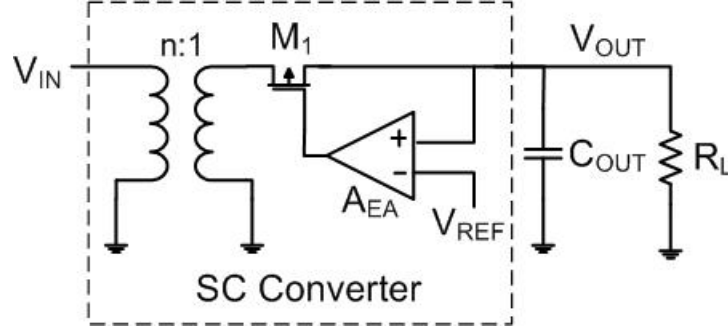 n:1
M1
VIN
VOUT
+
-
AEA
VREF
COUT
RL
SC Converter